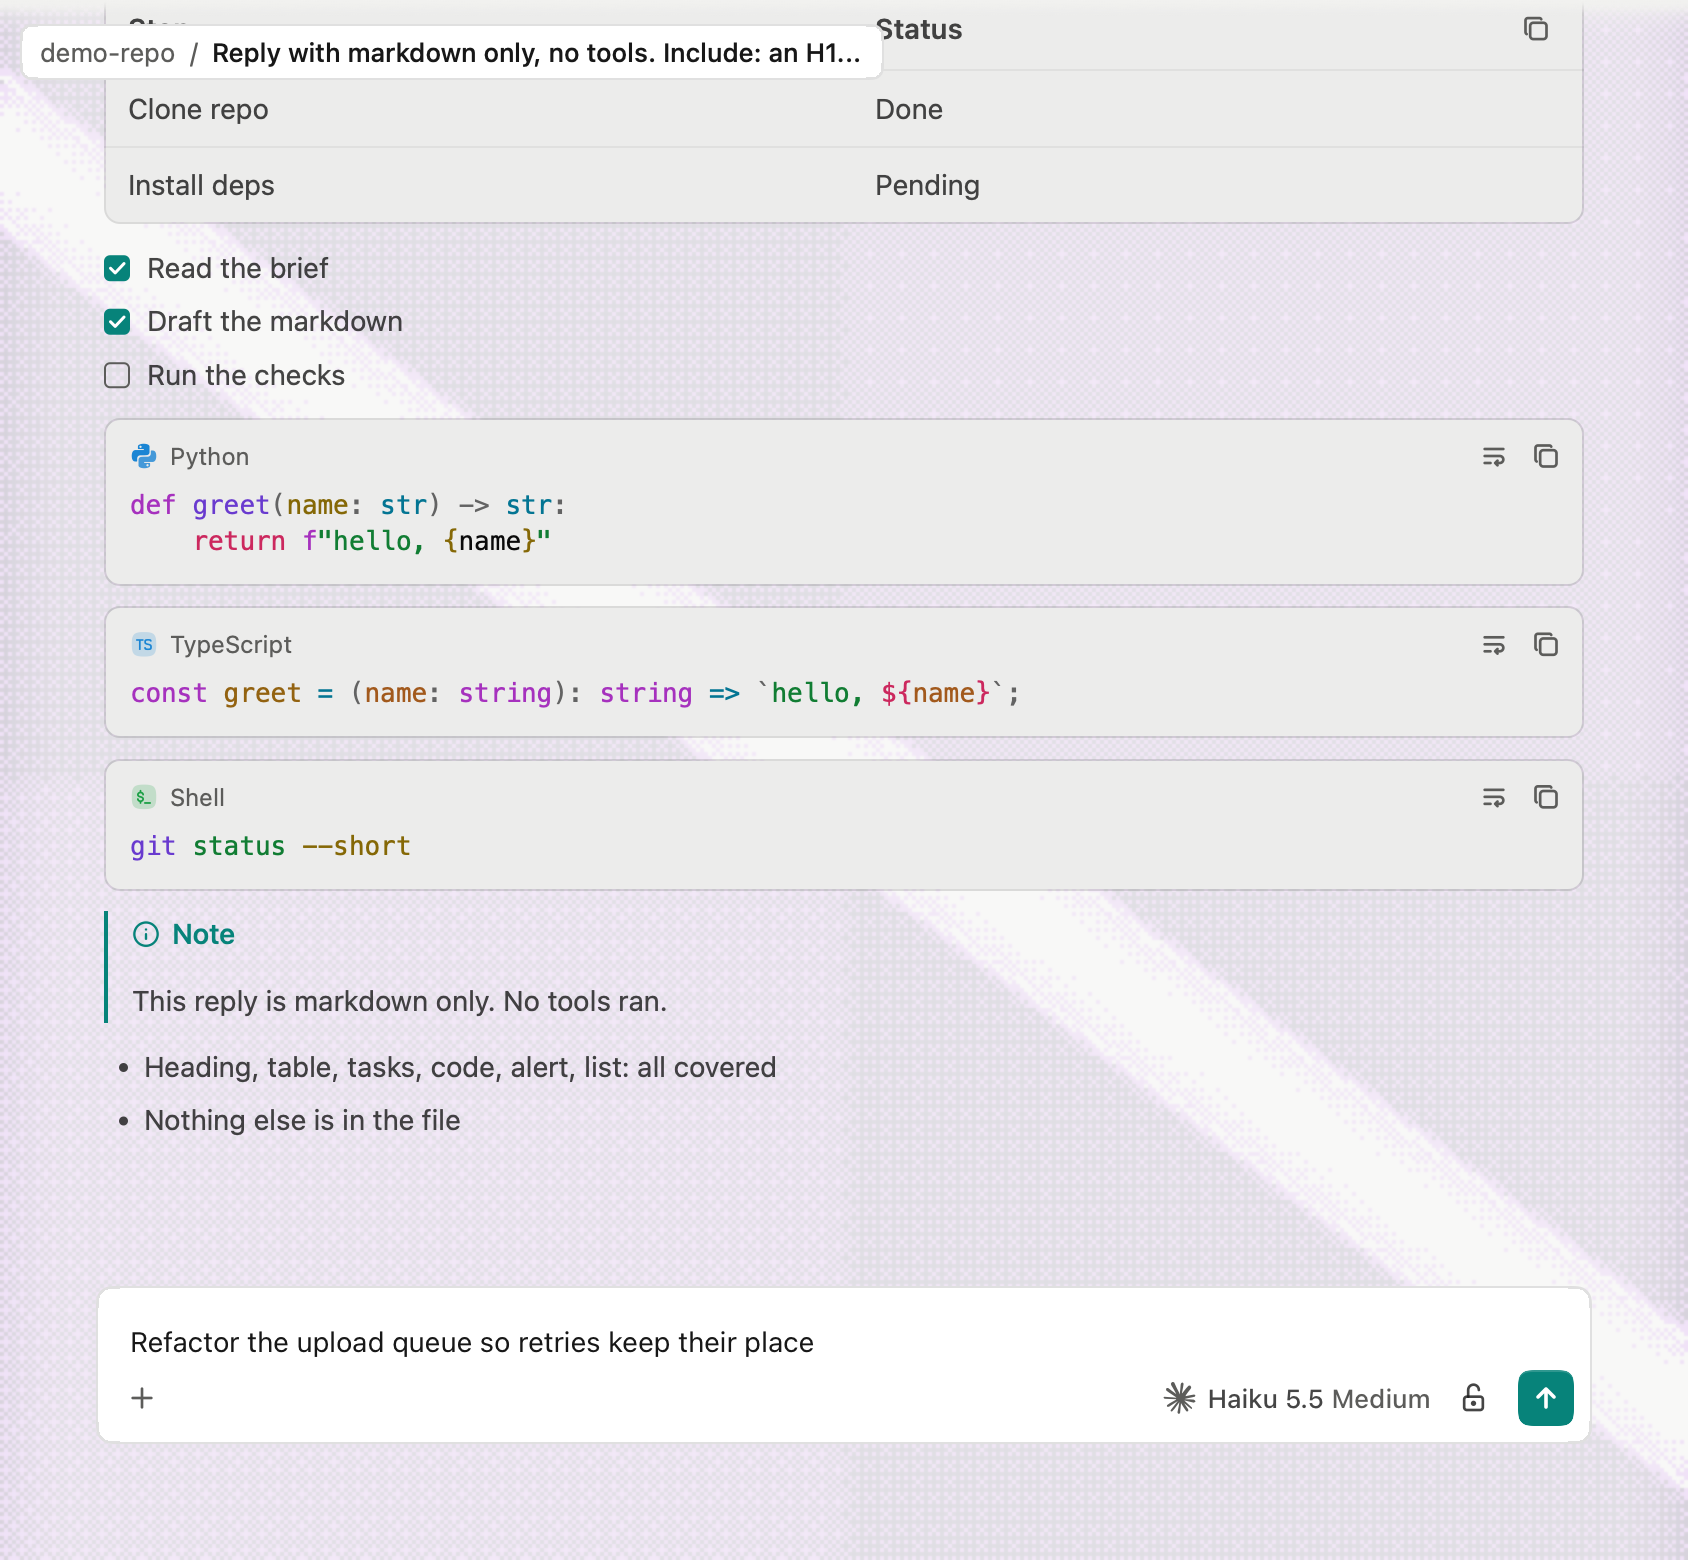 demo-repo / Reply with markdown only, no tools. Include: an H1...
Status
Clone repo Done
Install deps Pending
Read the brief
Draft the markdown
Run the checks
Python
def greet(name: str) -> str:
    return f"hello, {name}"
TS TypeScript
const greet = (name: string): string => `hello, ${name}`;
$_ Shell
git status --short
Note
This reply is markdown only. No tools ran.
• Heading, table, tasks, code, alert, list: all covered
• Nothing else is in the file
Refactor the upload queue so retries keep their place
Haiku 5.5 Medium